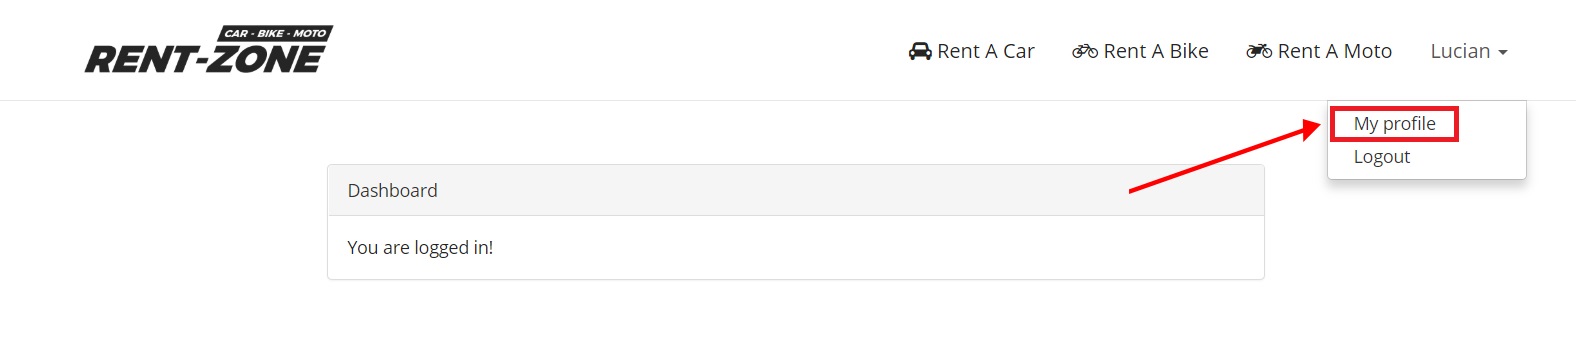 CAR - BIKE - MOTO
RENT-ZONE
Rent A Car
Rent A Bike
Rent A Moto
Lucian
My profile
Logout
Dashboard
You are logged in!